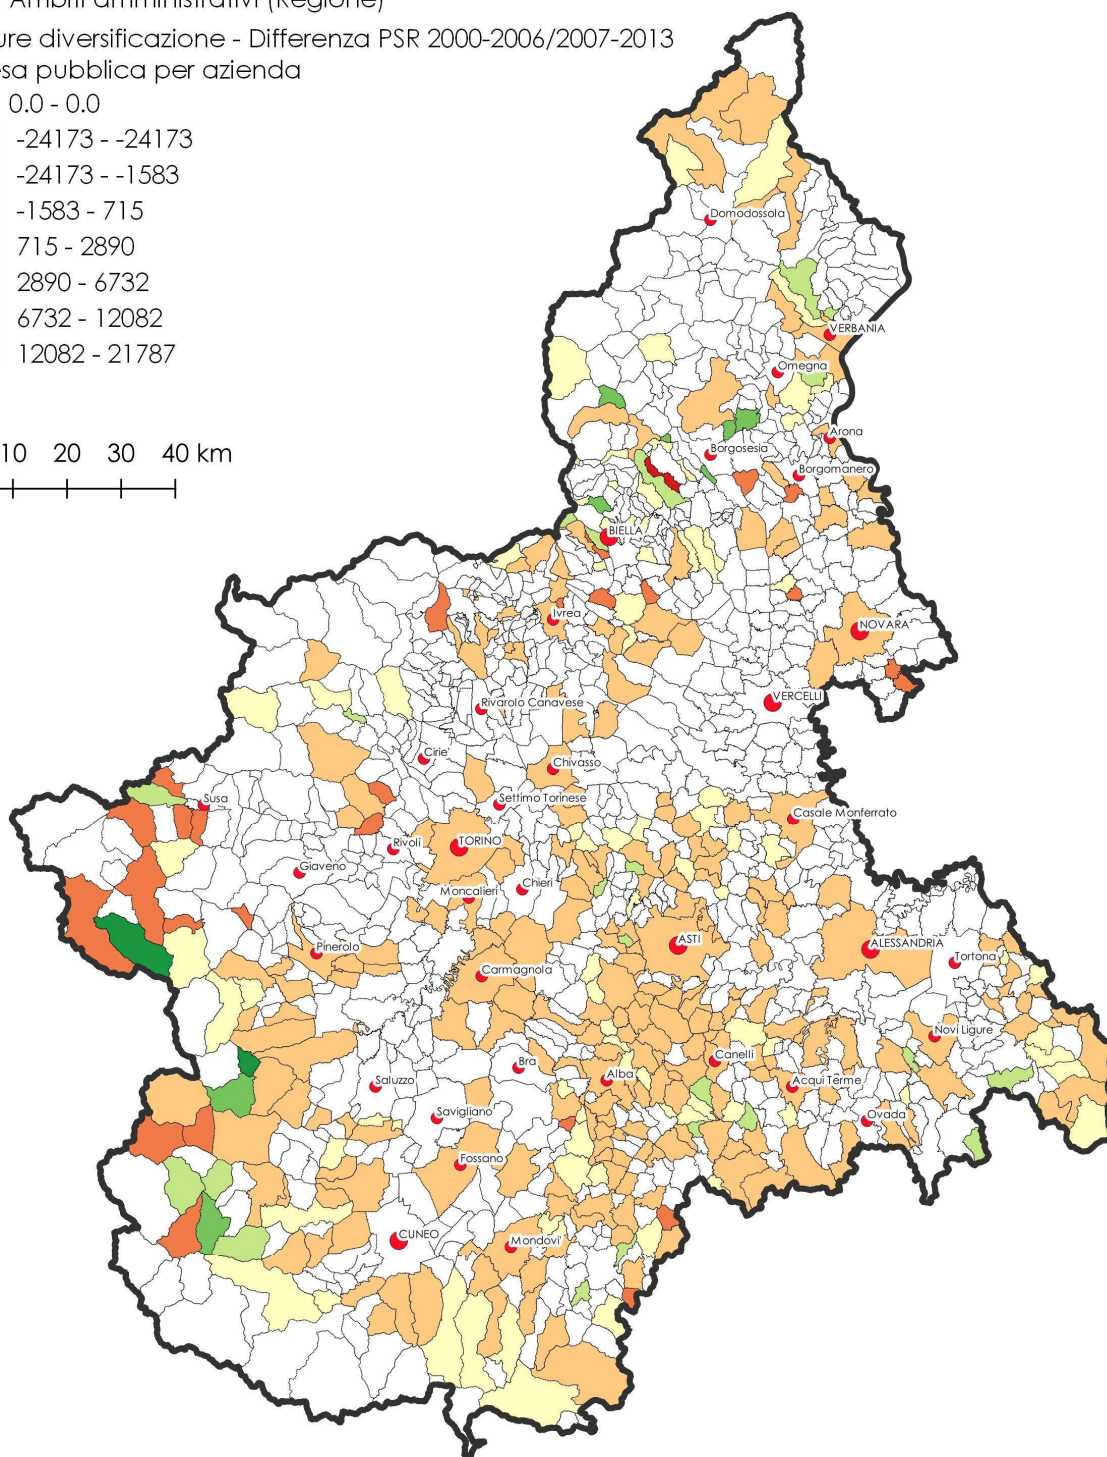 Ambiti amministrativi (Regione)
ure diversificazione - Differenza PSR 2000-2006/2007-2013
esa pubblica per azienda
0.0 - 0.0
-24173 - -24173
-24173 - -1583
-1583 - 715
715 - 2890
2890 - 6732
6732 - 12082
12082 - 21787
10 20 30 40 km
Domodossola
VERBANIA
Omegna
Arona
Borgosesia
Borgomanero
BIELLA
Ivrea
NOVARA
VERCELLI
Rivarolo Canavese
Cirie'
Chivasso
Susa
Settimo Torinese
Casale Monferrato
Rivoli
TORINO
Giaveno
Chieri
Moncalieri
Pinerolo
ASTI
ALESSANDRIA
Tortona
Carmagnola
Novi Ligure
Canelli
Bra
Alba
Saluzzo
Acqui Terme
Savigliano
Ovada
Fossano
CUNEO
Mondovi'